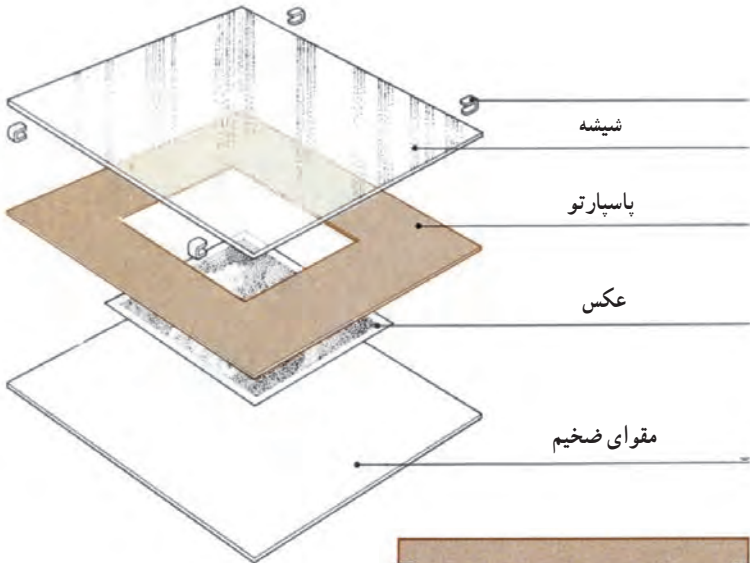 شیشه
پاسپارتو
عکس
مقوای ضخیم